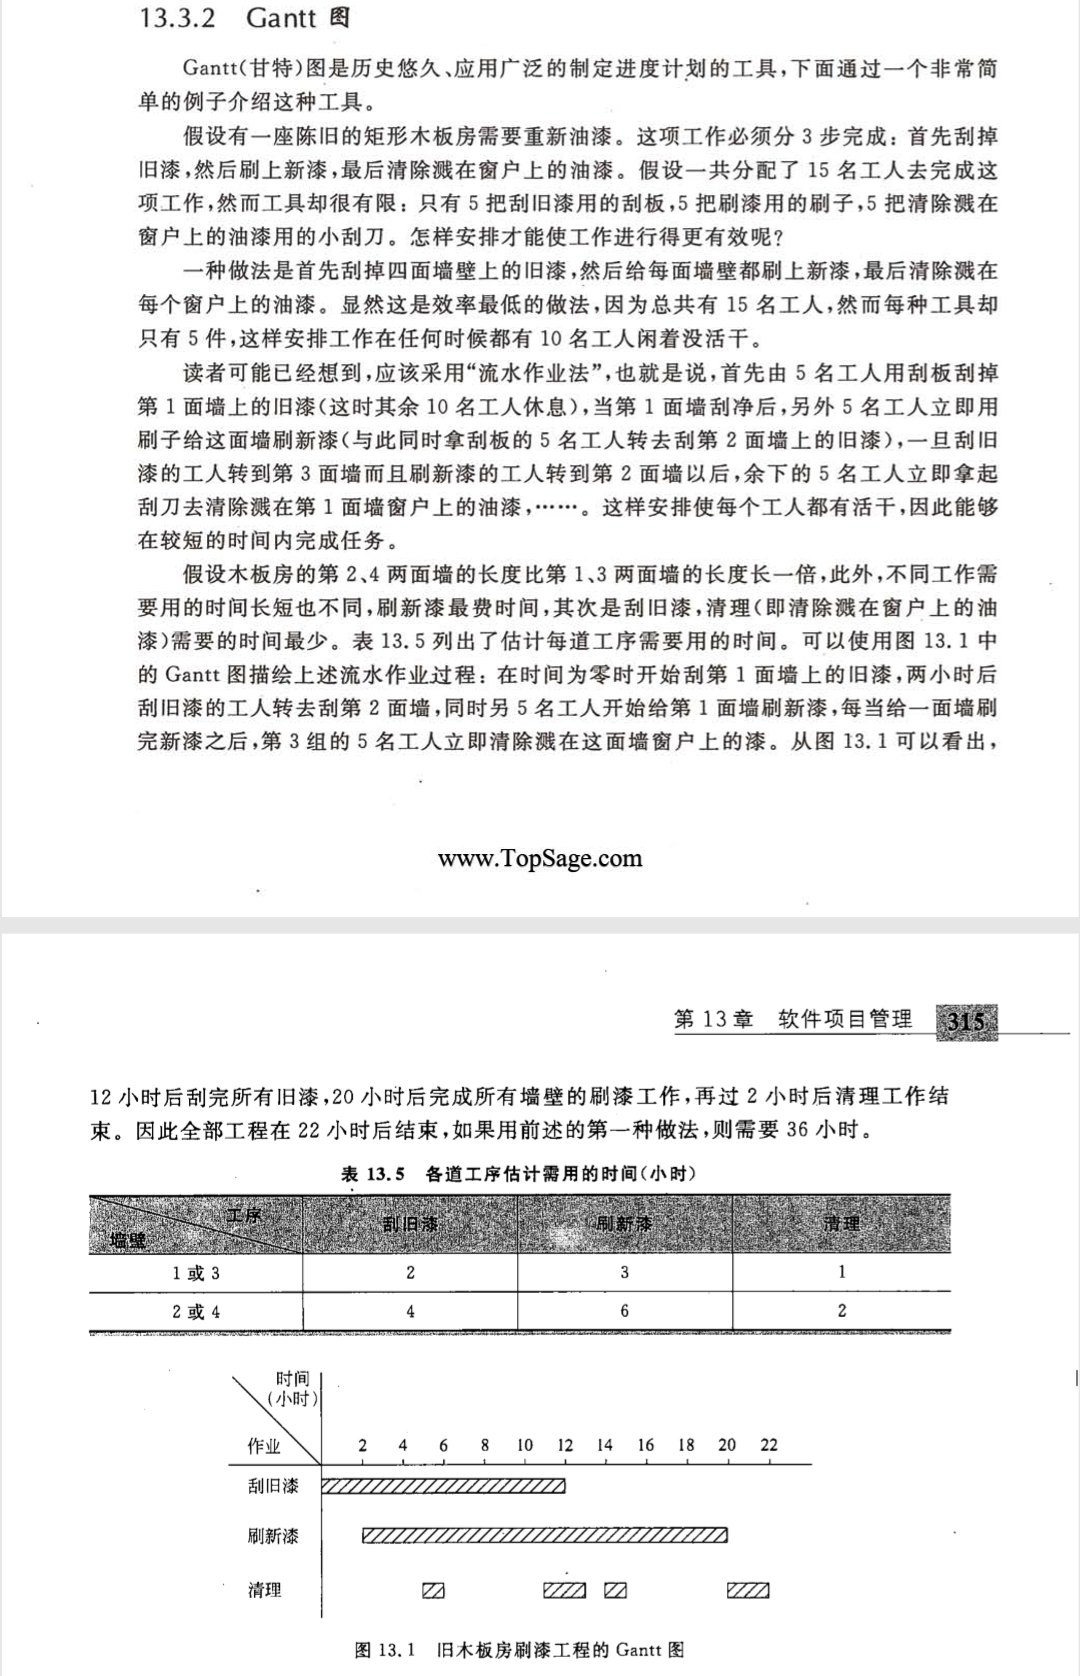 13.3.2 Gantt 图
Gantt(甘特)图是历史悠久、应用广泛的制定进度计划的工具,下面通过一个非常简
单的例子介绍这种工具。
假设有一座陈旧的矩形木板房需要重新油漆。这项工作必须分 3 步完成：首先刮掉
旧漆,然后刷上新漆,最后清除溅在窗户上的油漆。假设一共分配了 15 名工人去完成这
项工作,然而工具却很有限：只有 5 把刮旧漆用的刮板,5 把刷漆用的刷子,5 把清除溅在
窗户上的油漆用的小刮刀。怎样安排才能使工作进行得更有效呢?
一种做法是首先刮掉四面墙壁上的旧漆,然后给每面墙壁都刷上新漆,最后清除溅在
每个窗户上的油漆。显然这是效率最低的做法,因为总共有 15 名工人,然而每种工具却
只有 5 件,这样安排工作在任何时候都有 10 名工人闲着没活干。
读者可能已经想到,应该采用“流水作业法”,也就是说,首先由 5 名工人用刮板刮掉
第 1 面墙上的旧漆(这时其余 10 名工人休息),当第 1 面墙刮净后,另外 5 名工人立即用
刷子给这面墙刷新漆(与此同时拿刮板的 5 名工人转去刮第 2 面墙上的旧漆),一旦刮旧
漆的工人转到第 3 面墙而且刷新漆的工人转到第 2 面墙以后,余下的 5 名工人立即拿起
刮刀去清除溅在第 1 面墙窗户上的油漆,……。这样安排使每个工人都有活干,因此能够
在较短的时间内完成任务。
假设木板房的第 2、4 两面墙的长度比第 1、3 两面墙的长度长一倍,此外,不同工作需
要用的时间长短也不同,刷新漆最费时间,其次是刮旧漆,清理(即清除溅在窗户上的油
漆)需要的时间最少。表 13.5 列出了估计每道工序需要用的时间。可以使用图 13.1 中
的 Gantt 图描绘上述流水作业过程：在时间为零时开始刮第 1 面墙上的旧漆,两小时后
刮旧漆的工人转去刮第 2 面墙,同时另 5 名工人开始给第 1 面墙刷新漆,每当给一面墙刷
完新漆之后,第 3 组的 5 名工人立即清除溅在这面墙窗户上的漆。从图 13.1 可以看出,
www.TopSage.com
第 13 章 软件项目管理 315
12 小时后刮完所有旧漆,20 小时后完成所有墙壁的刷漆工作,再过 2 小时后清理工作结
束。因此全部工程在 22 小时后结束,如果用前述的第一种做法,则需要 36 小时。
表 13.5 各道工序估计需用的时间(小时)
工序
墙壁 刮旧漆 刷新漆 清理
1 或 3 2 3 1
2 或 4 4 6 2
时间
(小时)
作业 2 4 6 8 10 12 14 16 18 20 22
刮旧漆
刷新漆
清理
图 13.1 旧木板房刷漆工程的 Gantt 图